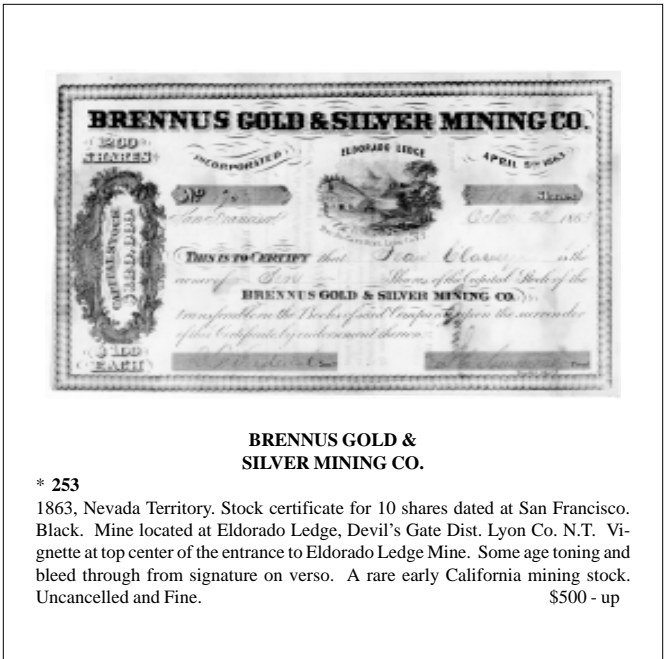 BRENNUS GOLD & SILVER MINING CO.
1200
SHARES
INCORPORATED
ELDORADO LEDGE
APRIL 5TH 1863
No
10 Shares
San Francisco
1863
CAPITAL STOCK
THIS IS TO CERTIFY that is the
owner of Ten Shares of the Capital Stock of the
BRENNUS GOLD & SILVER MINING CO.
transferable on the Books of said Company upon the surrender
of this Certificate by endorsement thereon.
$100
EACH
BRENNUS GOLD &
SILVER MINING CO.
* 253
1863, Nevada Territory. Stock certificate for 10 shares dated at San Francisco.
Black. Mine located at Eldorado Ledge, Devil's Gate Dist. Lyon Co. N.T. Vi-
gnette at top center of the entrance to Eldorado Ledge Mine. Some age toning and
bleed through from signature on verso. A rare early California mining stock.
Uncancelled and Fine. $500 - up